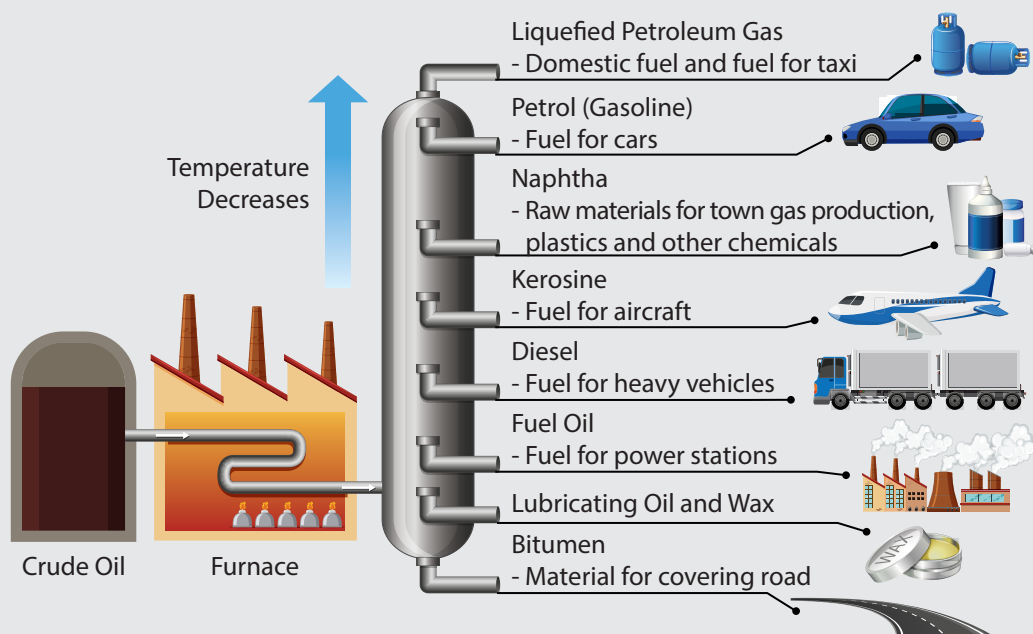 Liquefied Petroleum Gas
- Domestic fuel and fuel for taxi
Petrol (Gasoline)
- Fuel for cars
Temperature
Decreases
Naphtha
- Raw materials for town gas production,
plastics and other chemicals
Kerosine
- Fuel for aircraft
Diesel
- Fuel for heavy vehicles
Fuel Oil
- Fuel for power stations
Lubricating Oil and Wax
WAX
Bitumen
- Material for covering road
Crude Oil
Furnace